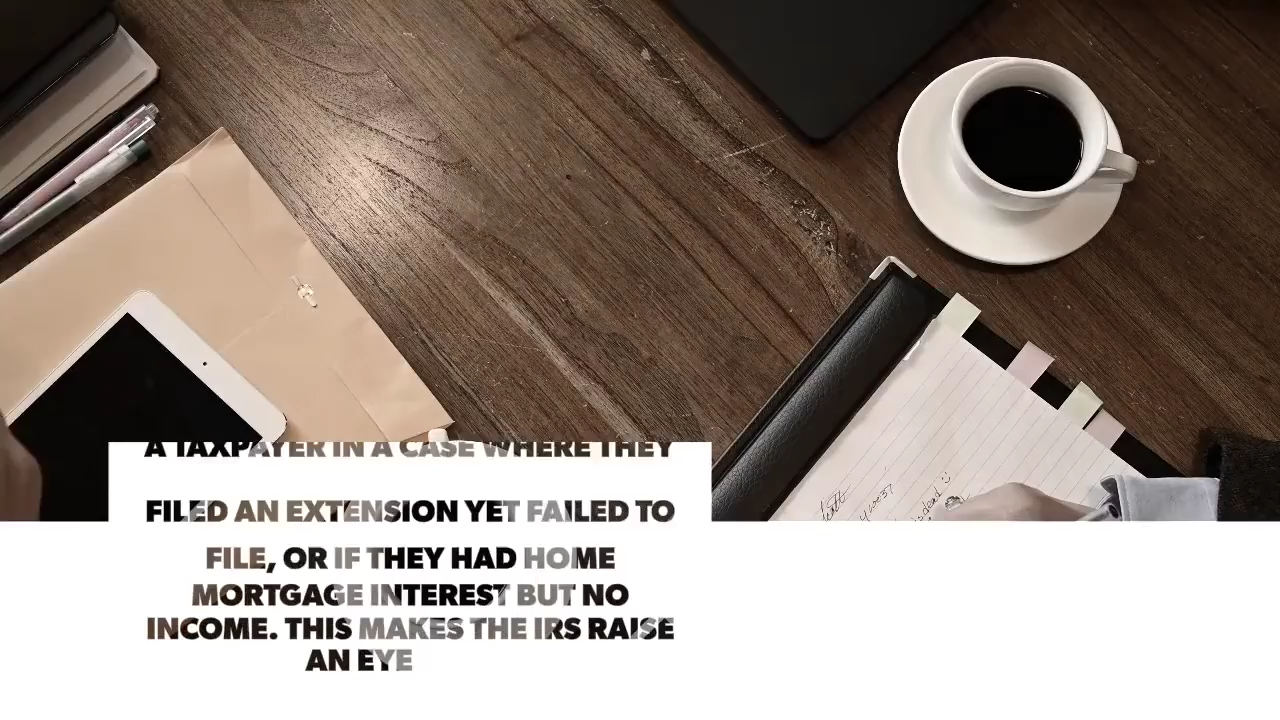 A TAXPAYER IN A CASE WHERE THEY
FILED AN EXTENSION YET FAILED TO
FILE, OR IF THEY HAD HOME
MORTGAGE INTEREST BUT NO
INCOME. THIS MAKES THE IRS RAISE
AN EYE